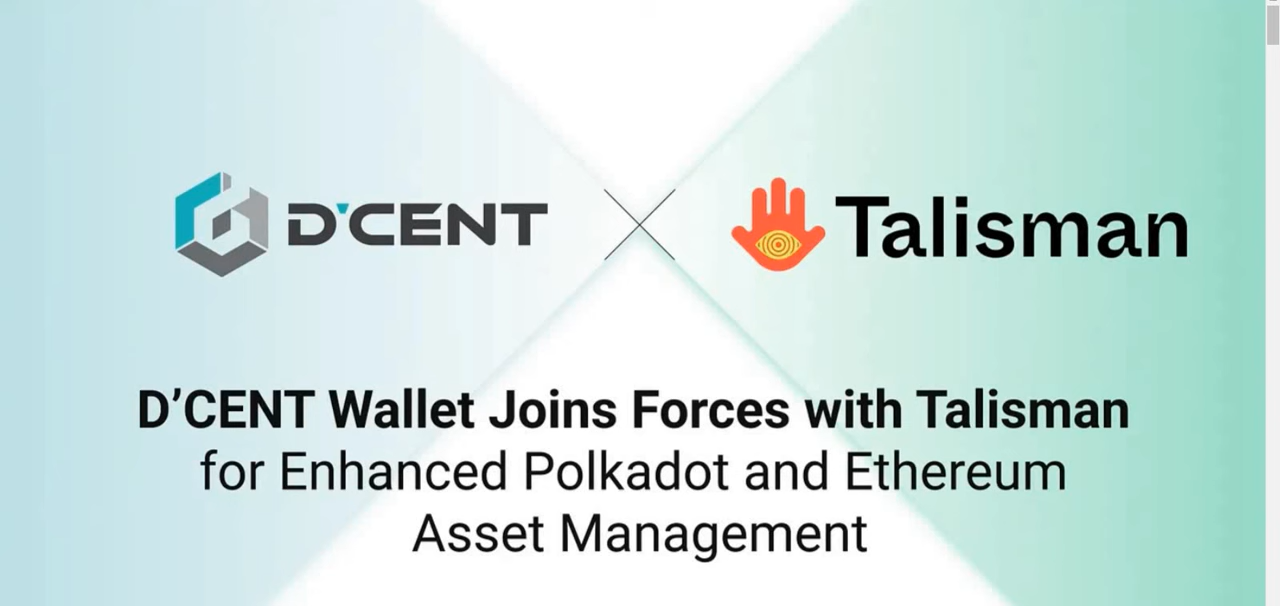 D'CENT
Talisman
D’CENT Wallet Joins Forces with Talisman
for Enhanced Polkadot and Ethereum
Asset Management